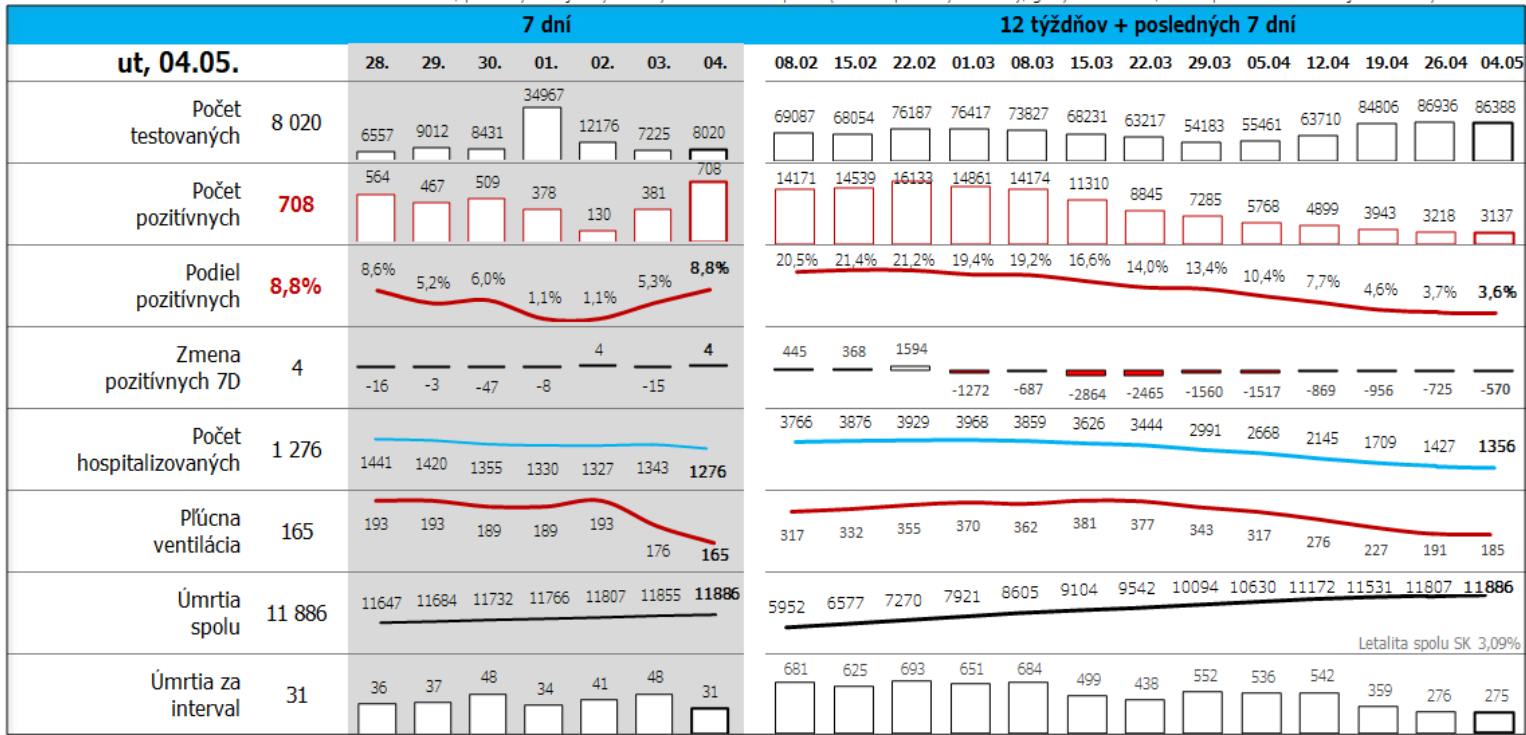 7 dní 12 týždňov + posledných 7 dní
ut, 04.05. 28. 29. 30. 01. 02. 03. 04. 08.02 15.02 22.02 01.03 08.03 15.03 22.03 29.03 05.04 12.04 19.04 26.04 04.05
Počet
testovaných 8 020 6557 9012 8431 34967 12176 7225 8020 69087 68054 76187 76417 73827 68231 63217 54183 55461 63710 84806 86936 86388
Počet
pozitívnych 708 564 467 509 378 130 381 708 14171 14539 16133 14861 14174 11310 8845 7285 5768 4899 3943 3218 3137
Podiel
pozitívnych 8,8% 8,6% 5,2% 6,0% 1,1% 1,1% 5,3% 8,8% 20,5% 21,4% 21,2% 19,4% 19,2% 16,6% 14,0% 13,4% 10,4% 7,7% 4,6% 3,7% 3,6%
Zmena
pozitívnych 7D 4 -16 -3 -47 -8 4 -15 4 445 368 1594 -1272 -687 -2864 -2465 -1560 -1517 -869 -956 -725 -570
Počet
hospitalizovaných 1 276 1441 1420 1355 1330 1327 1343 1276 3766 3876 3929 3968 3859 3626 3444 2991 2668 2145 1709 1427 1356
Pľúcna
ventilácia 165 193 193 189 189 193 176 165 317 332 355 370 362 381 377 343 317 276 227 191 185
Úmrtia
spolu 11 886 11647 11684 11732 11766 11807 11855 11886 5952 6577 7270 7921 8605 9104 9542 10094 10630 11172 11531 11807 11886
Letalita spolu SK 3,09%
Úmrtia za
interval 31 36 37 48 34 41 48 31 681 625 693 651 684 499 438 552 536 542 359 276 275